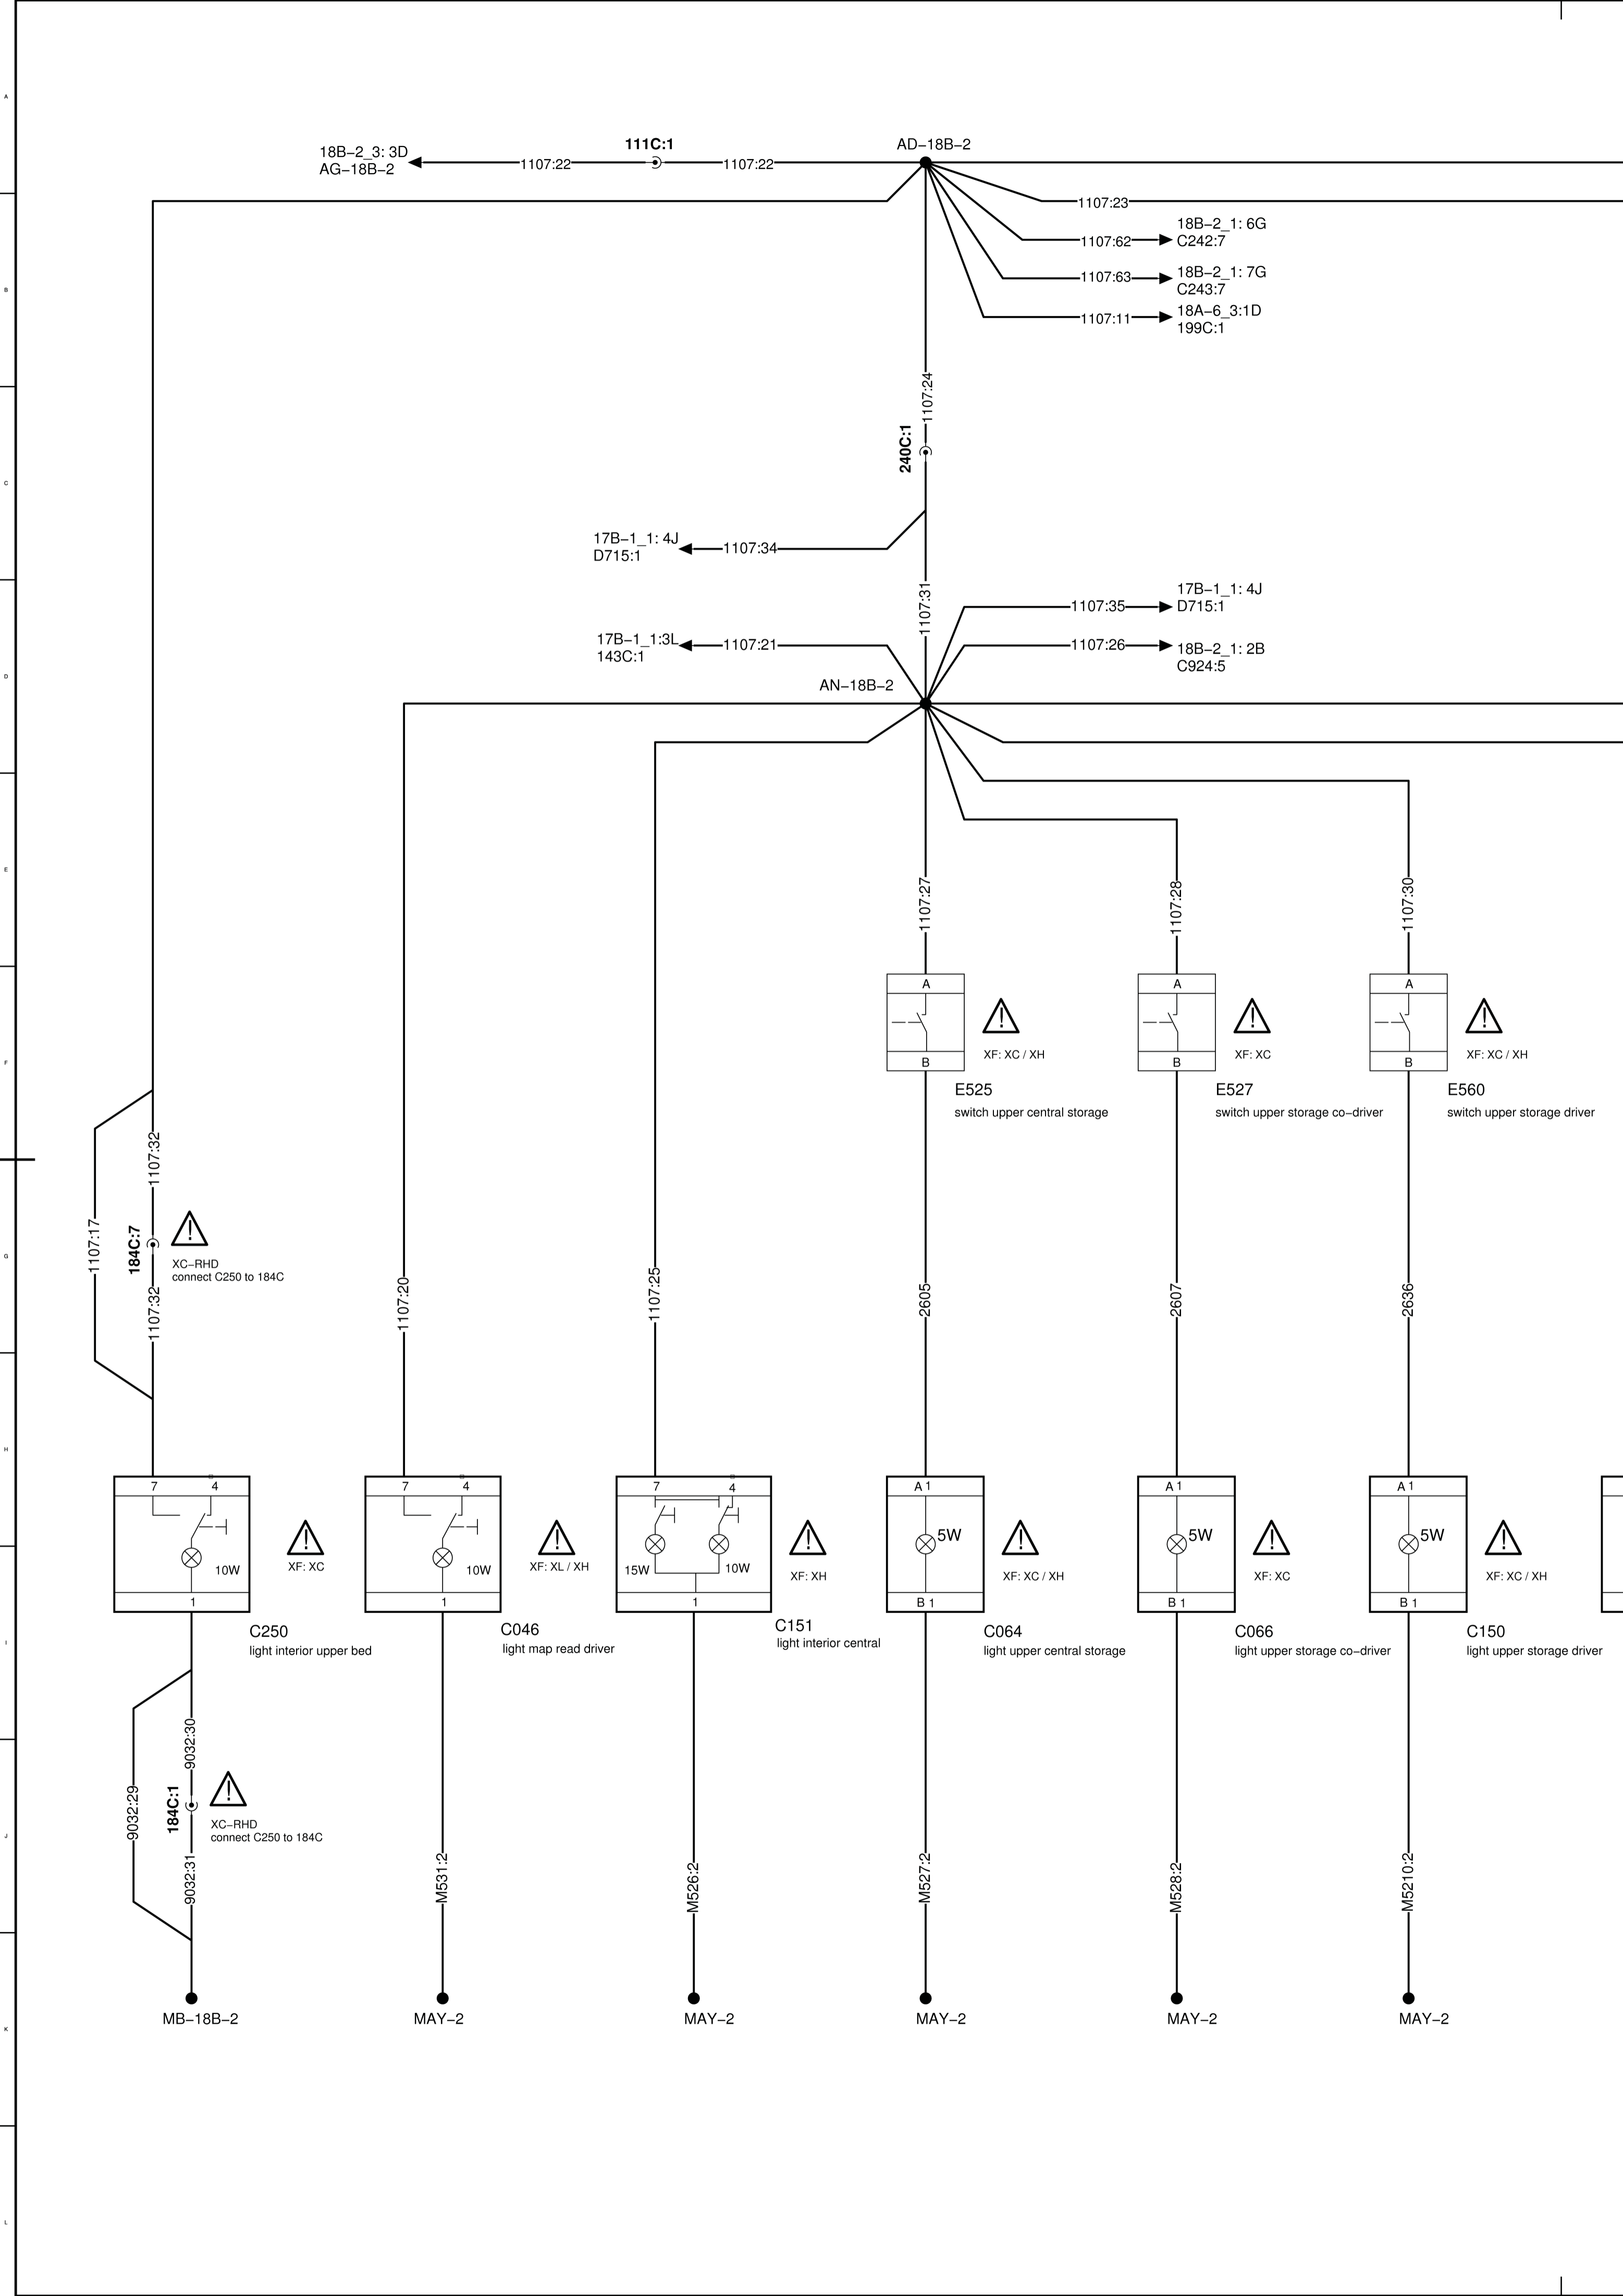 A
B
C
D
E
F
G
H
I
J
K
L
18B-2_3: 3D
AG-18B-2
1107:22
111C:1
1107:22
AD-18B-2
1107:23
1107:62
18B-2_1: 6G
C242:7
1107:63
18B-2_1: 7G
C243:7
1107:11
18A-6_3:1D
199C:1
1107:24
240C:1
17B-1_1: 4J
D715:1
1107:34
1107:31
1107:35
17B-1_1: 4J
D715:1
17B-1_1:3L
143C:1
1107:21
1107:26
18B-2_1: 2B
C924:5
AN-18B-2
1107:27
1107:28
1107:30
A
B
XF: XC / XH
E525
switch upper central storage
A
B
XF: XC
E527
switch upper storage co-driver
A
B
XF: XC / XH
E560
switch upper storage driver
1107:17
1107:32
184C:7
XC-RHD
connect C250 to 184C
1107:32
1107:20
1107:25
2605
2607
2636
7 4
10W
1
XF: XC
C250
light interior upper bed
7 4
10W
1
XF: XL / XH
C046
light map read driver
7 4
15W 10W
1
XF: XH
C151
light interior central
A 1
5W
B 1
XF: XC / XH
C064
light upper central storage
A 1
5W
B 1
XF: XC
C066
light upper storage co-driver
A 1
5W
B 1
XF: XC / XH
C150
light upper storage driver
9032:29
9032:30
184C:1
XC-RHD
connect C250 to 184C
9032:31
M531:2
M526:2
M527:2
M528:2
M5210:2
MB-18B-2
MAY-2
MAY-2
MAY-2
MAY-2
MAY-2